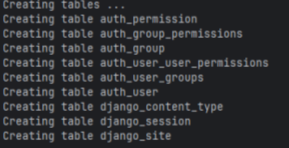 Creating tables ...
Creating table auth_permission
Creating table auth_group_permissions
Creating table auth_group
Creating table auth_user_user_permissions
Creating table auth_user_groups
Creating table auth_user
Creating table django_content_type
Creating table django_session
Creating table django_site